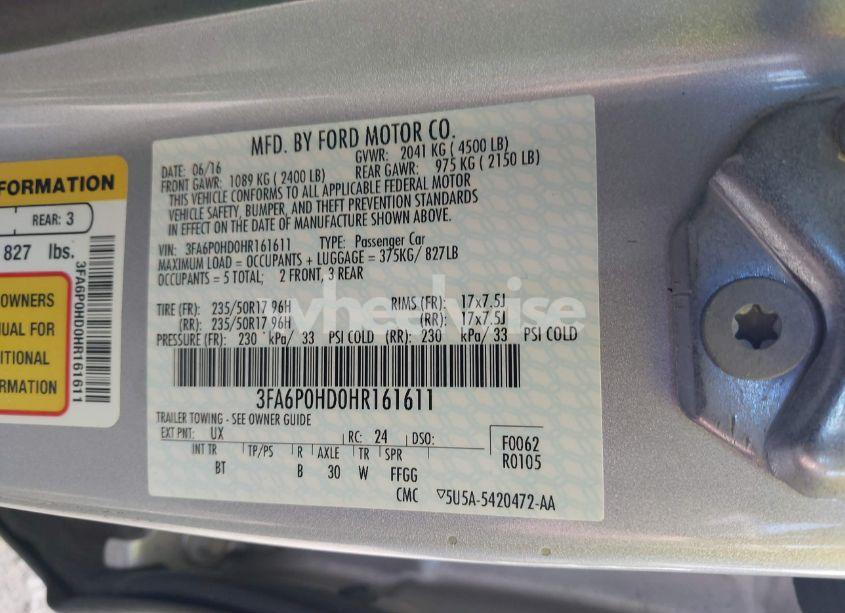 FORMATION
REAR: 3
827 lbs.
OWNERS
NUAL FOR
ITIONAL
FORMATION
3FA6P0HD0HR161611
MFD. BY FORD MOTOR CO.
DATE: 06/16 GVWR: 2041 KG ( 4500 LB)
FRONT GAWR: 1089 KG ( 2400 LB) REAR GAWR: 975 KG ( 2150 LB)
THIS VEHICLE CONFORMS TO ALL APPLICABLE FEDERAL MOTOR
VEHICLE SAFETY, BUMPER, AND THEFT PREVENTION STANDARDS
IN EFFECT ON THE DATE OF MANUFACTURE SHOWN ABOVE.
VIN: 3FA6P0HD0HR161611 TYPE: Passenger Car
MAXIMUM LOAD = OCCUPANTS + LUGGAGE = 375KG/ 827LB
OCCUPANTS = 5 TOTAL; 2 FRONT, 3 REAR
TIRE (FR): 235/50R17 96H RIMS (FR): 17x7.5J
(RR): 235/50R17 96H (RR): 17x7.5J
PRESSURE (FR): 230 kPa/ 33 PSI COLD (RR): 230 kPa/ 33 PSI COLD
wheelwise
3FA6P0HD0HR161611
TRAILER TOWING - SEE OWNER GUIDE
EXT PNT: UX RC: 24 DSO: F0062
INT TR TP/PS R AXLE TR SPR R0105
BT B 30 W FFGG
CMC ▽5U5A-5420472-AA